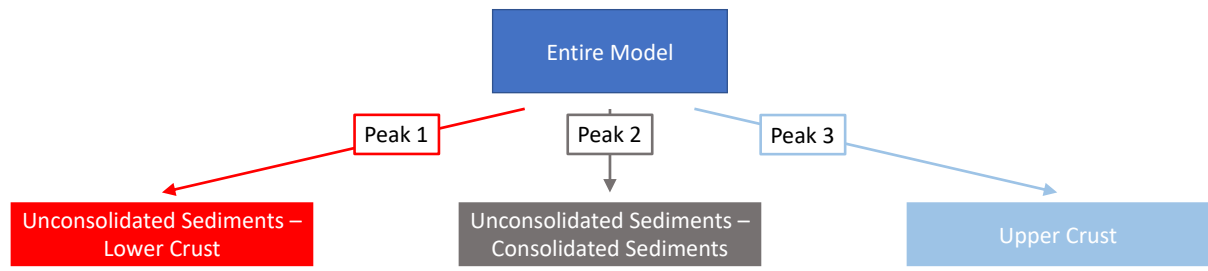 Entire Model
Peak 1
Peak 2
Peak 3
Unconsolidated Sediments –
Lower Crust
Unconsolidated Sediments –
Consolidated Sediments
Upper Crust